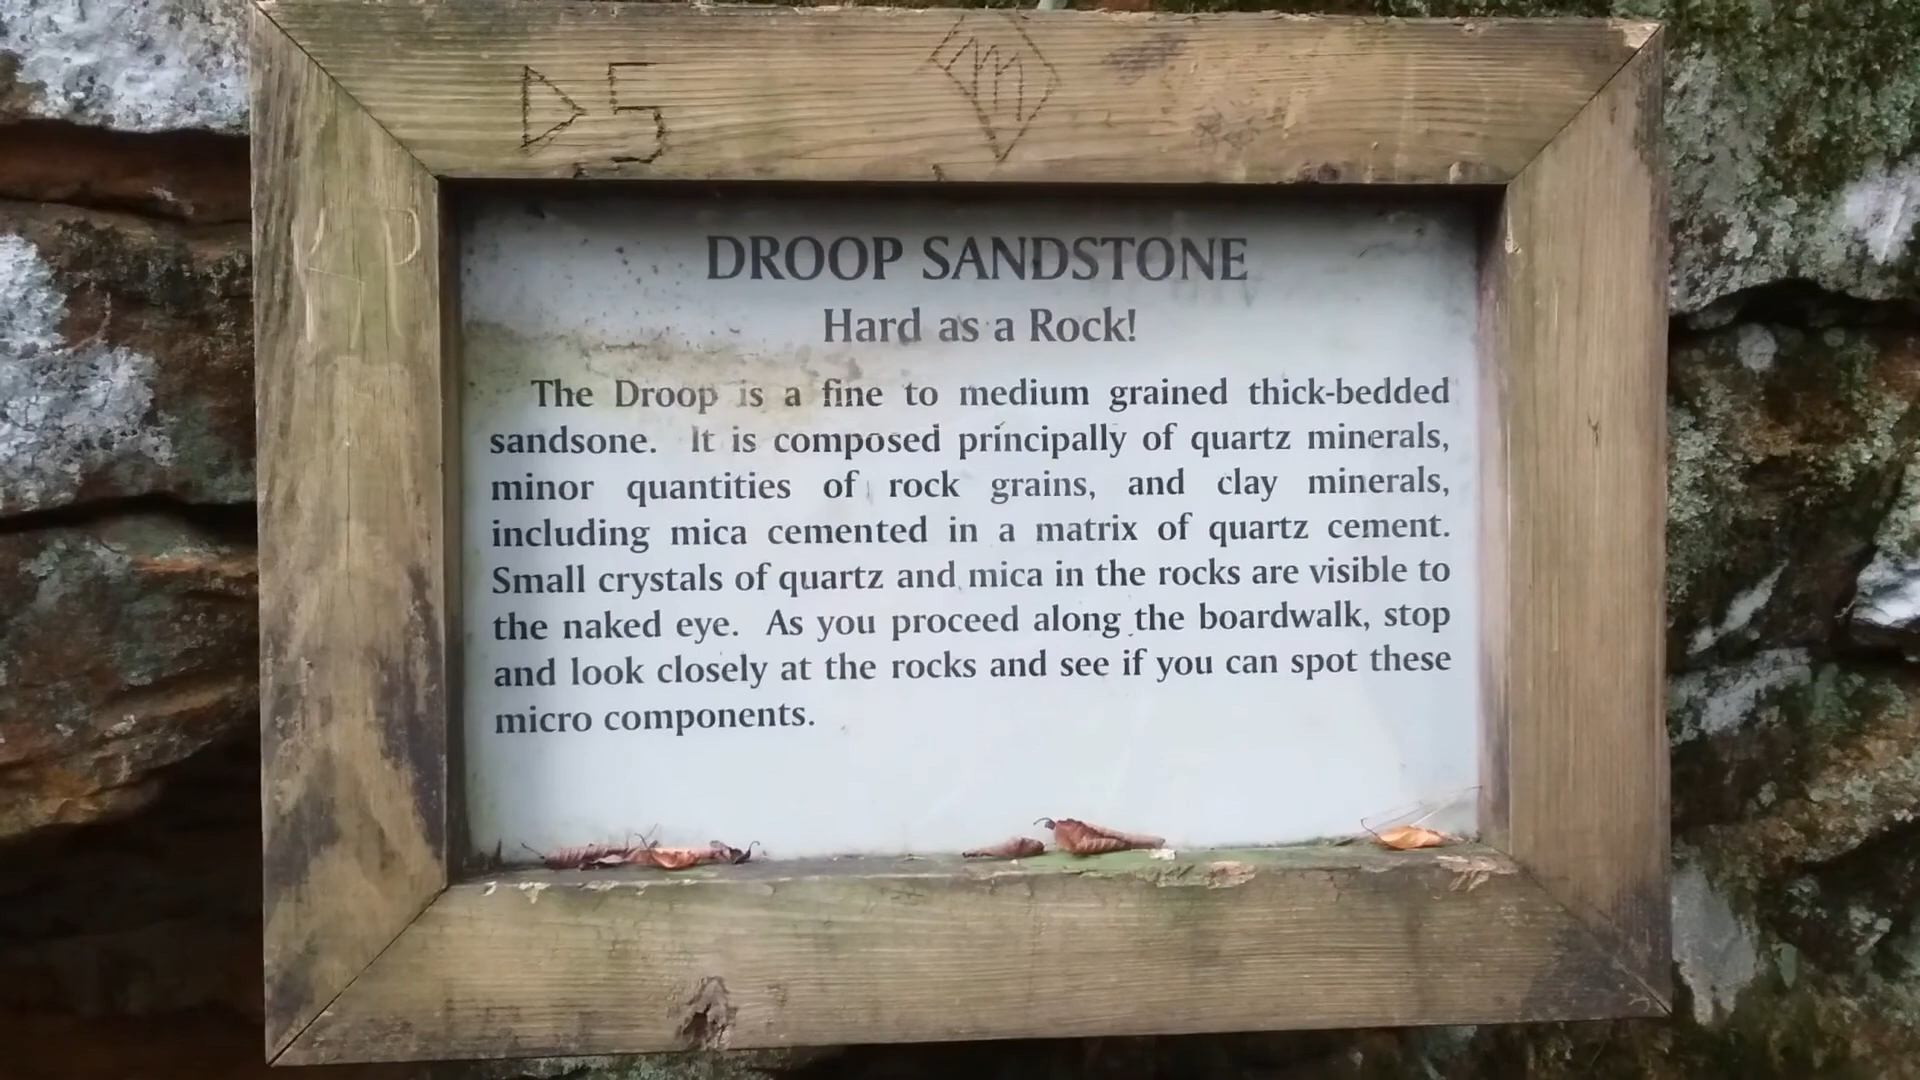 D5
M
DROOP SANDSTONE
Hard as a Rock!
The Droop is a fine to medium grained thick-bedded
sandsone. It is composed principally of quartz minerals,
minor quantities of rock grains, and clay minerals,
including mica cemented in a matrix of quartz cement.
Small crystals of quartz and mica in the rocks are visible to
the naked eye. As you proceed along the boardwalk, stop
and look closely at the rocks and see if you can spot these
micro components.